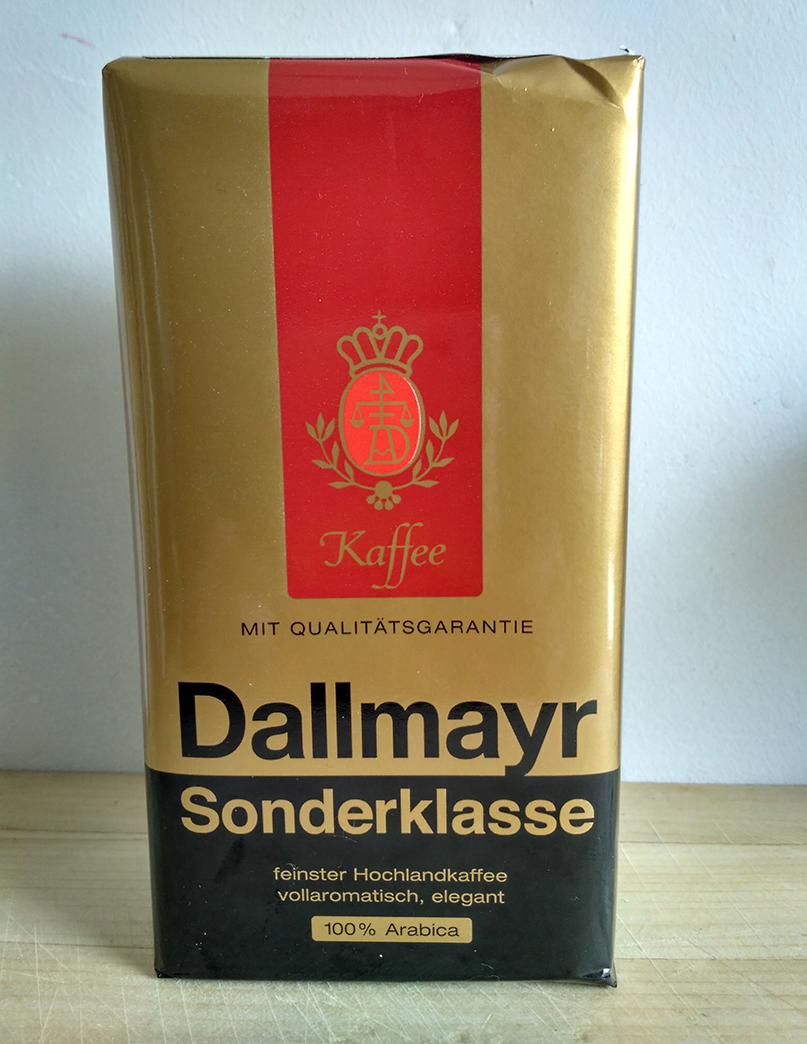 Kaffee
MIT QUALITÄTSGARANTIE
Dallmayr
Sonderklasse
feinster Hochlandkaffee
vollaromatisch, elegant
100% Arabica